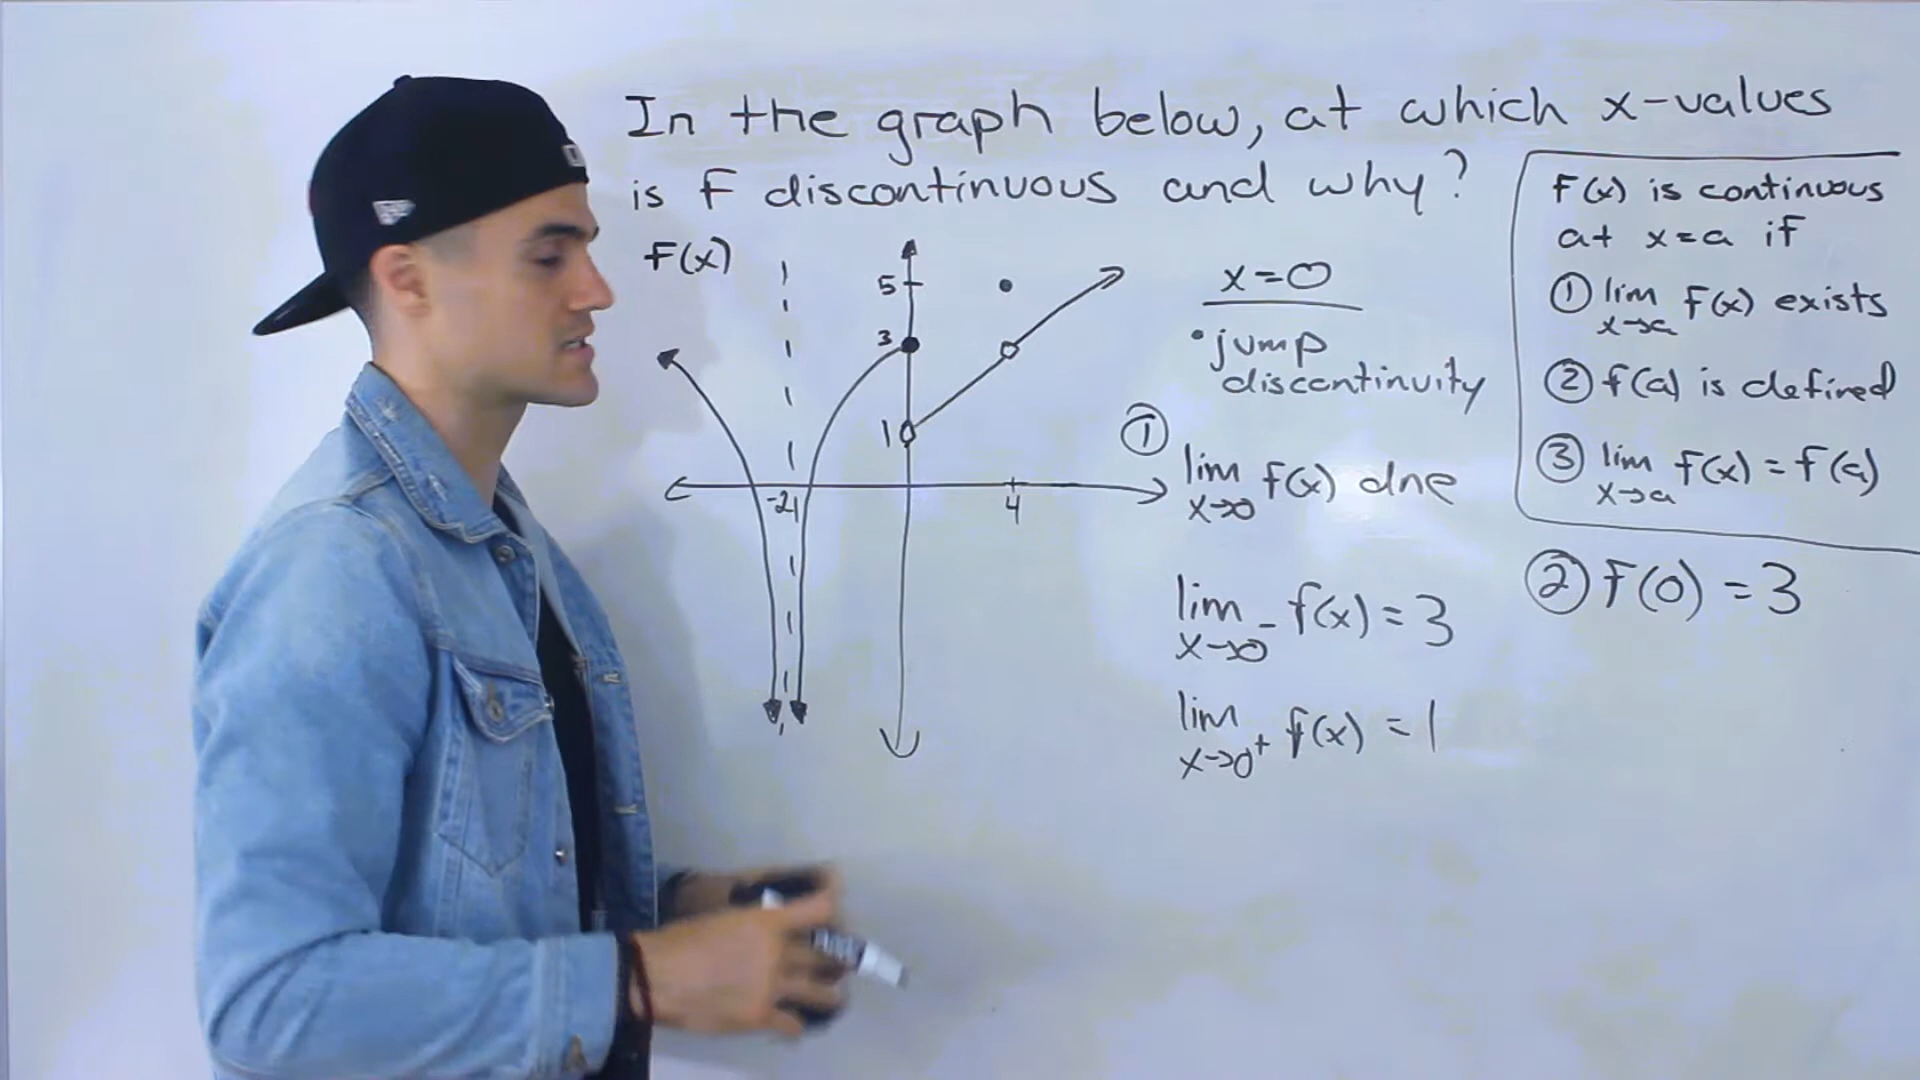 In the graph below, at which x-values
is f discontinuous and why?
f(x)
5
3
1
-2
4
x=0
• jump
discontinuity
① lim x→0 f(x) dne
lim x→0⁻ f(x) = 3
lim x→0⁺ f(x) = 1
f(x) is continuous
at x=a if
① lim x→a f(x) exists
② f(a) is defined
③ lim x→a f(x) = f(a)
② f(0) = 3